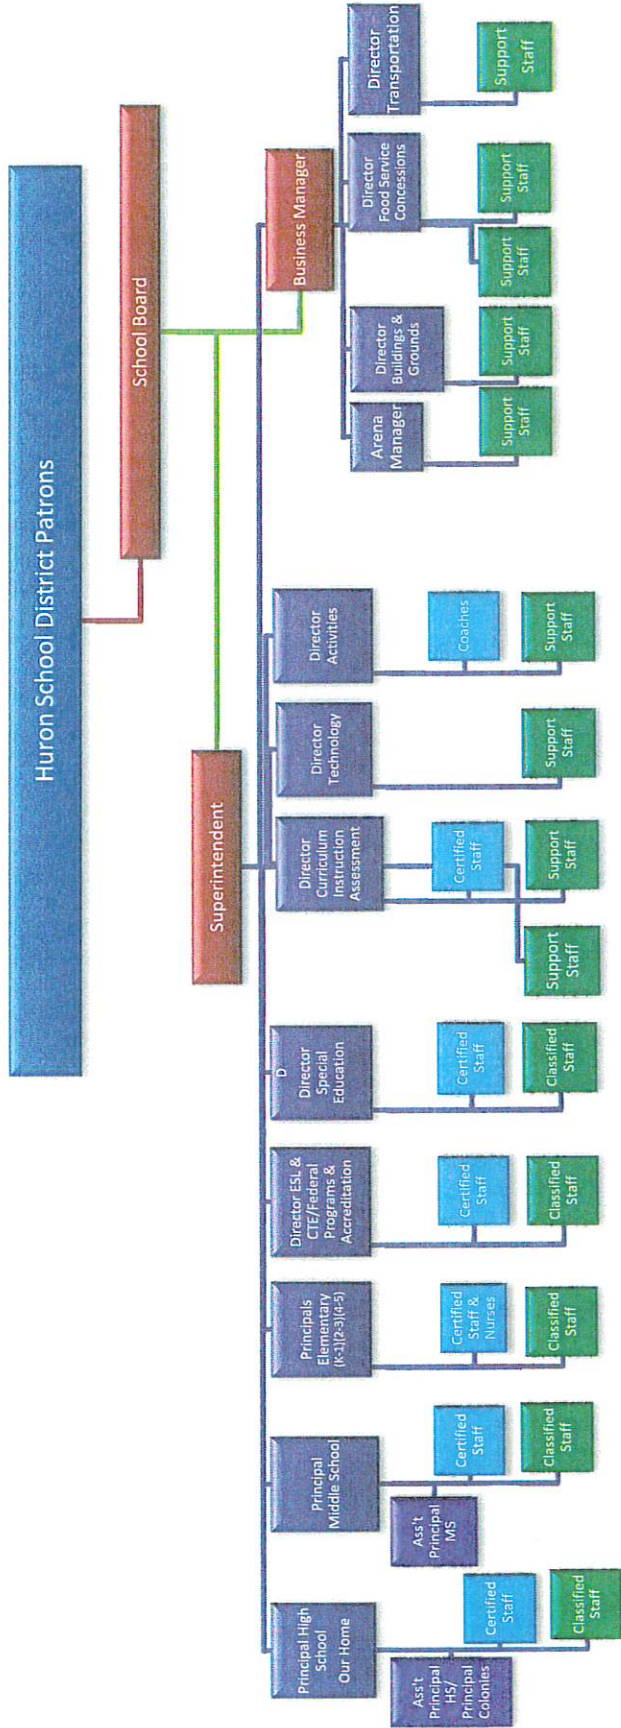 Huron School District Patrons
School Board
Superintendent
Business Manager
Principal High
School
Our Home
Principal
Middle School
Principals
Elementary
(K-1)(2-3)(4-5)
Director ESL &
CTE/Federal
Programs &
Accreditation
D
Director
Special
Education
Director
Curriculum
Instruction
Assessment
Director
Technology
Director
Activities
Arena
Manager
Director
Buildings &
Grounds
Director
Food Service
Concessions
Director
Transportation
Ass't
Principal
HS/
Principal
Colonies
Certified
Staff
Classified
Staff
Ass't
Principal
MS
Certified
Staff
Classified
Staff
Certified
Staff &
Nurses
Classified
Staff
Certified
Staff
Classified
Staff
Certified
Staff
Classified
Staff
Certified
Staff
Support
Staff
Support
Staff
Support
Staff
Coaches
Support
Staff
Support
Staff
Support
Staff
Support
Staff
Support
Staff
Support
Staff